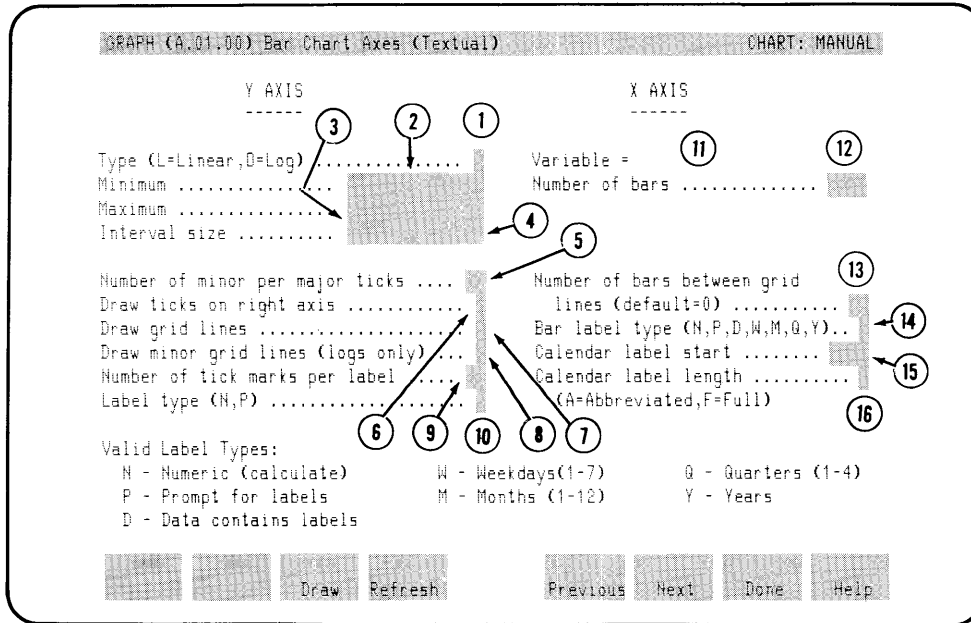 GRAPH (A.01.00) Bar Chart Axes (Textual) CHART: MANUAL
Y AXIS X AXIS
------ ------
3 2 1 11 12
Type (L=Linear,O=Log) ................ Variable =
Minimum ................. Number of bars ..............
Maximum .................
Interval size .......... 4
5
Number of minor per major ticks .... Number of bars between grid 13
Draw ticks on right axis ........... lines (default=0) ...........
Draw grid lines .................... Bar label type (N,P,D,W,M,Q,Y).. 14
Draw minor grid lines (logs only) ... Calendar label start ........ 15
Number of tick marks per label .... Calendar label length ..........
Label type (N,P) .................. (A=Abbreviated,F=Full)
6 9 10 8 7 16
Valid Label Types:
N - Numeric (calculate) W - Weekdays(1-7) Q - Quarters (1-4)
P - Prompt for labels M - Months (1-12) Y - Years
D - Data contains labels
Draw Refresh Previous Next Done Help